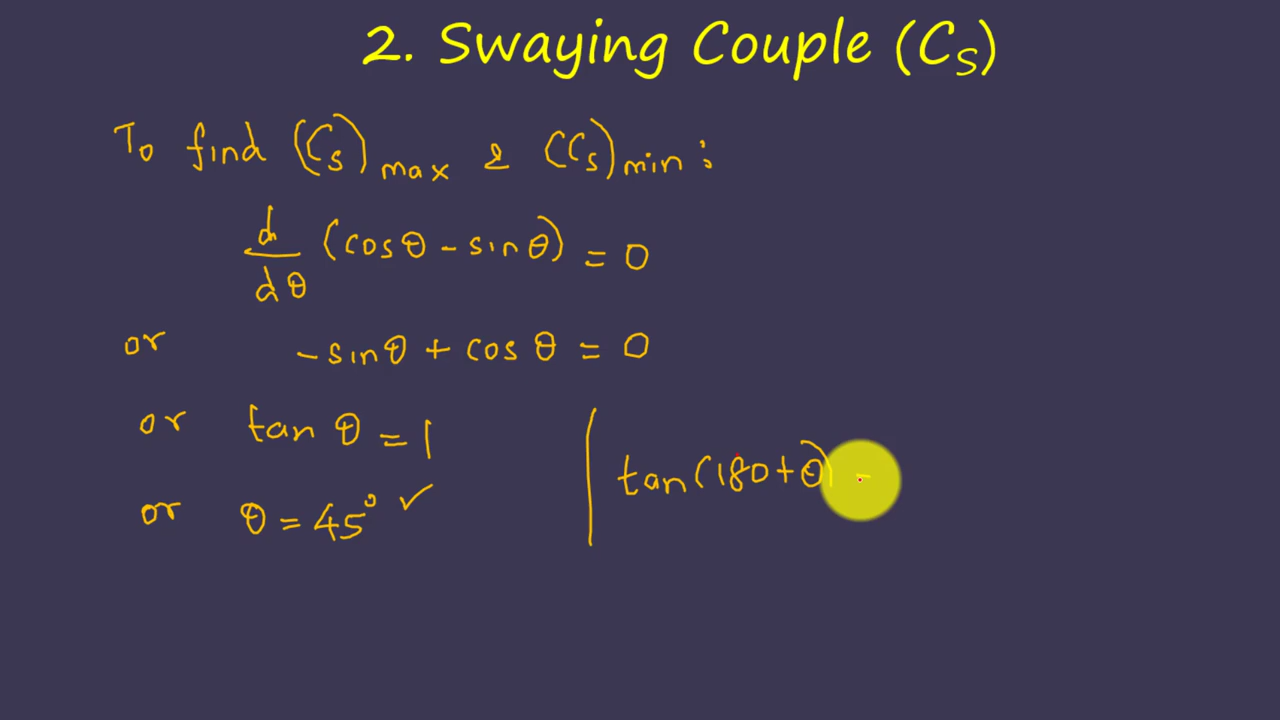 2. Swaying Couple (Cs)
To find (Cs)max & (Cs)min :
d/dθ (cosθ - sinθ) = 0
or -sinθ + cosθ = 0
or tan θ = 1
or θ = 45° ✓
tan(180+θ) -